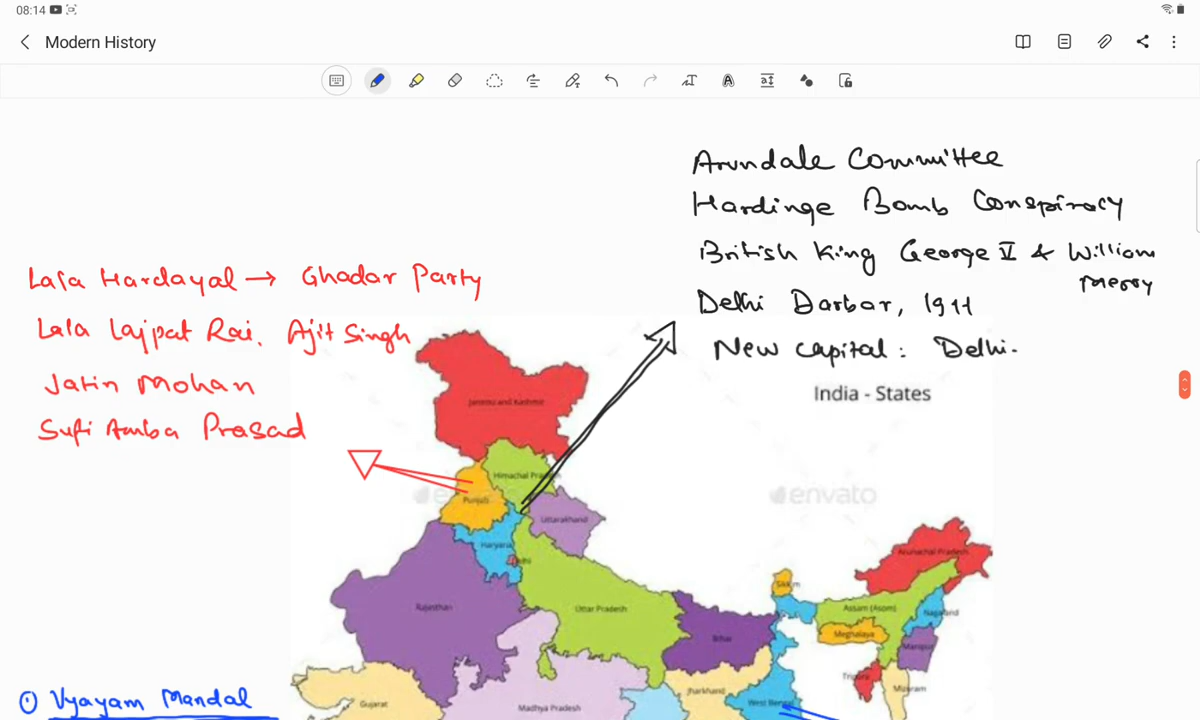 08:14
Modern History
Arundale Committee
Hardinge Bomb Conspiracy
British King George V & William
Merry
Delhi Darbar, 1911
New Capital : Delhi.
Lala Hardayal → Ghadar Party
Lala Lajpat Rai, Ajit Singh
Jatin Mohan
Sufi Amba Prasad
India - States
Jammu and Kashmir
Himachal Pradesh
envato
Punjab
Uttarakhand
Haryana
Delhi
Arunachal Pradesh
Sikkim
Rajasthan
Uttar Pradesh
Assam (Asom)
Nagaland
Bihar
Meghalaya
Manipur
Tripura
Mizoram
① Vyayam Mandal
Gujarat
Madhya Pradesh
Jharkhand
West Bengal